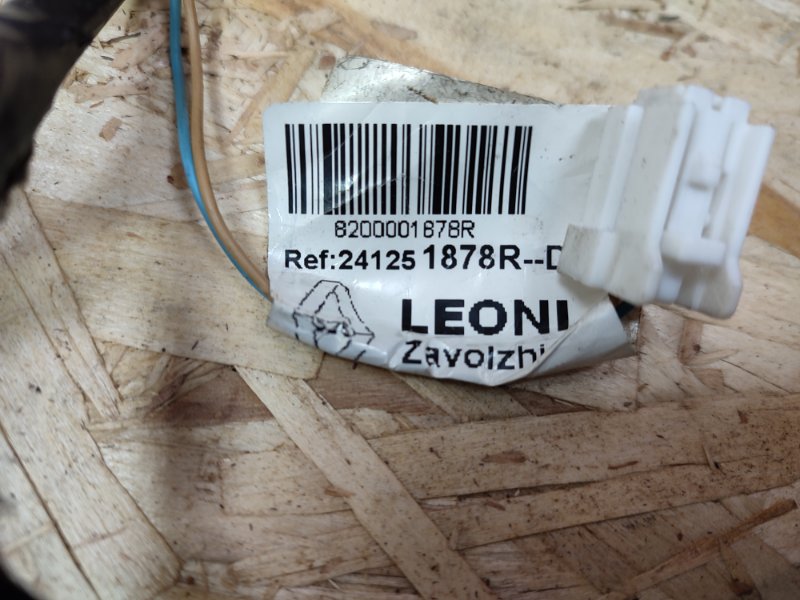 8200001878R
Ref:24125 1878R--D
LEONI
Zavolzhi